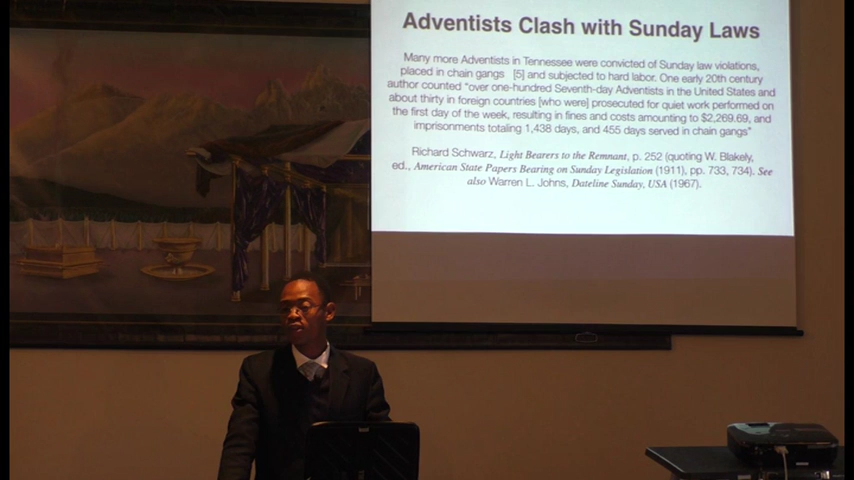 Adventists Clash with Sunday Laws
Many more Adventists in Tennessee were convicted of Sunday law violations,
placed in chain gangs [5] and subjected to hard labor. One early 20th century
author counted "over one-hundred Seventh-day Adventists in the United States and
about thirty in foreign countries [who were] prosecuted for quiet work performed on
the first day of the week, resulting in fines and costs amounting to $2,269.69, and
imprisonments totaling 1,438 days, and 455 days served in chain gangs"
Richard Schwarz, Light Bearers to the Remnant, p. 252 (quoting W. Blakely,
ed., American State Papers Bearing on Sunday Legislation (1911), pp. 733, 734). See
also Warren L. Johns, Dateline Sunday, USA (1967).